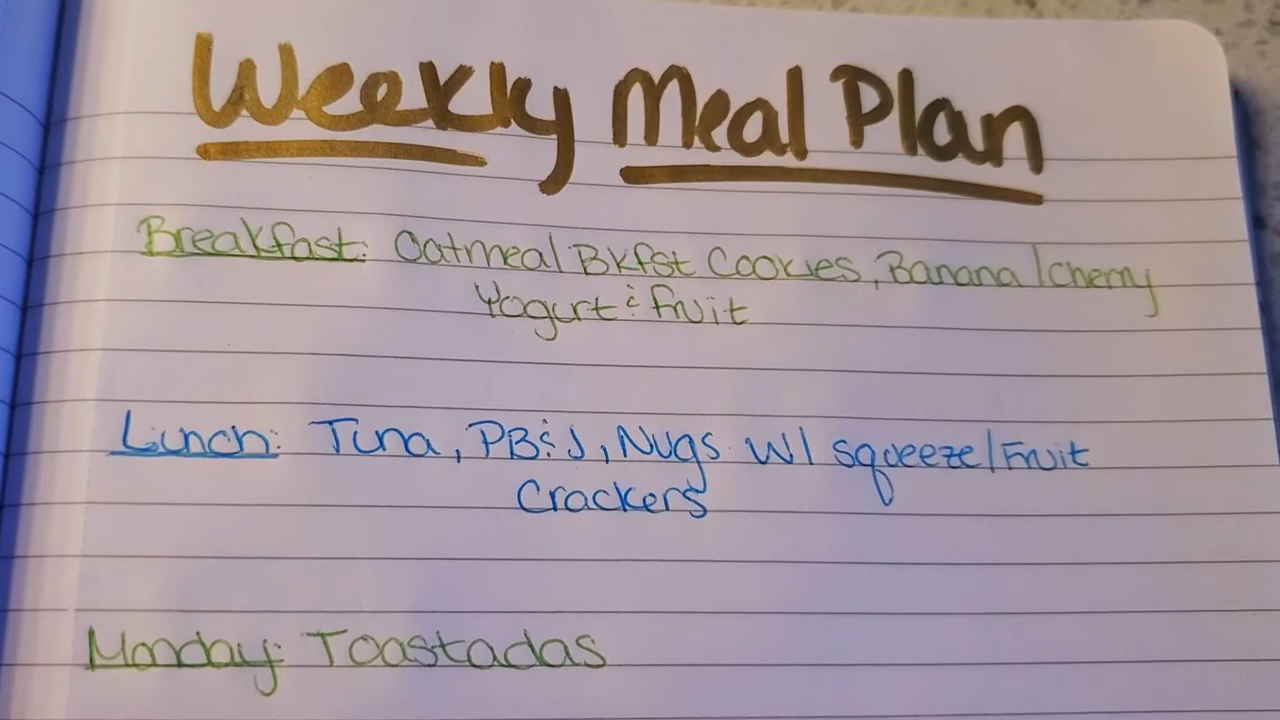 Weekly Meal Plan
Breakfast: Oatmeal Bkfst Cookies, Banana/cherry
Yogurt & fruit
Lunch: Tuna, PB&J, Nugs w/ squeeze/Fruit
Crackers
Monday: Toastadas